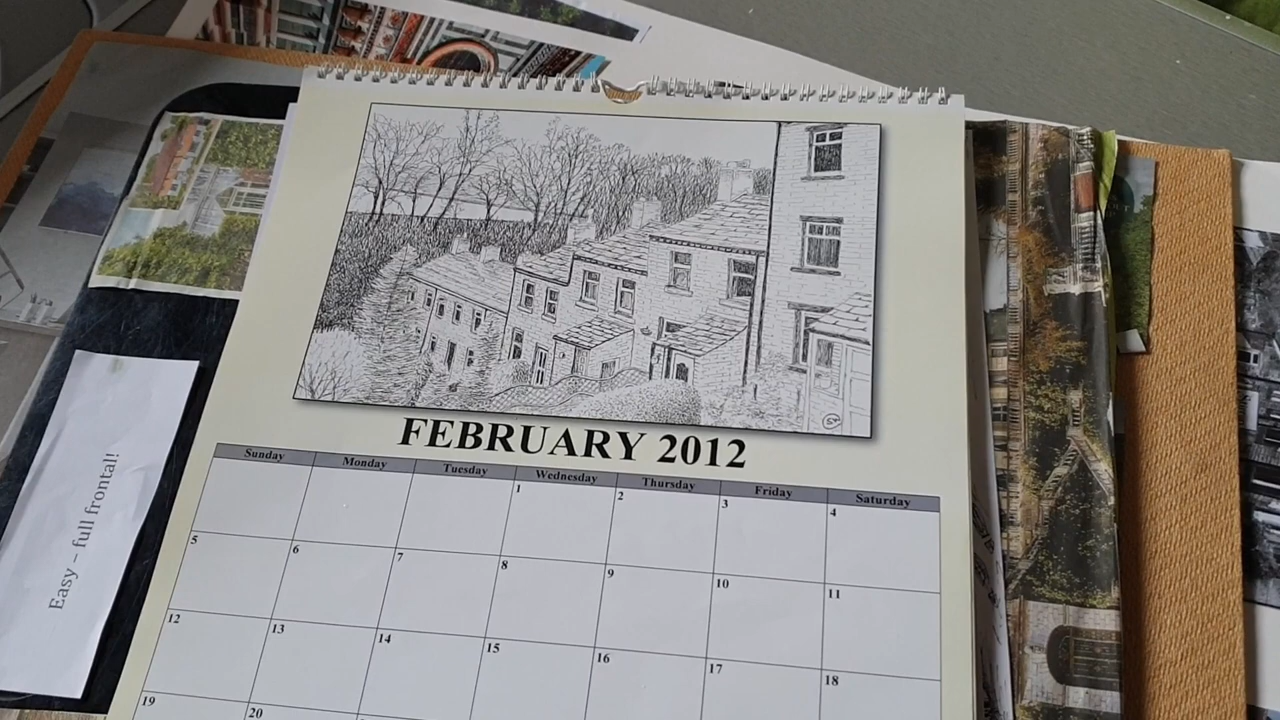 FEBRUARY 2012
Sunday Monday Tuesday Wednesday Thursday Friday Saturday
1 2 3 4
5 6 7 8 9 10 11
12 13 14 15 16 17 18
19 20
Easy – full frontal!